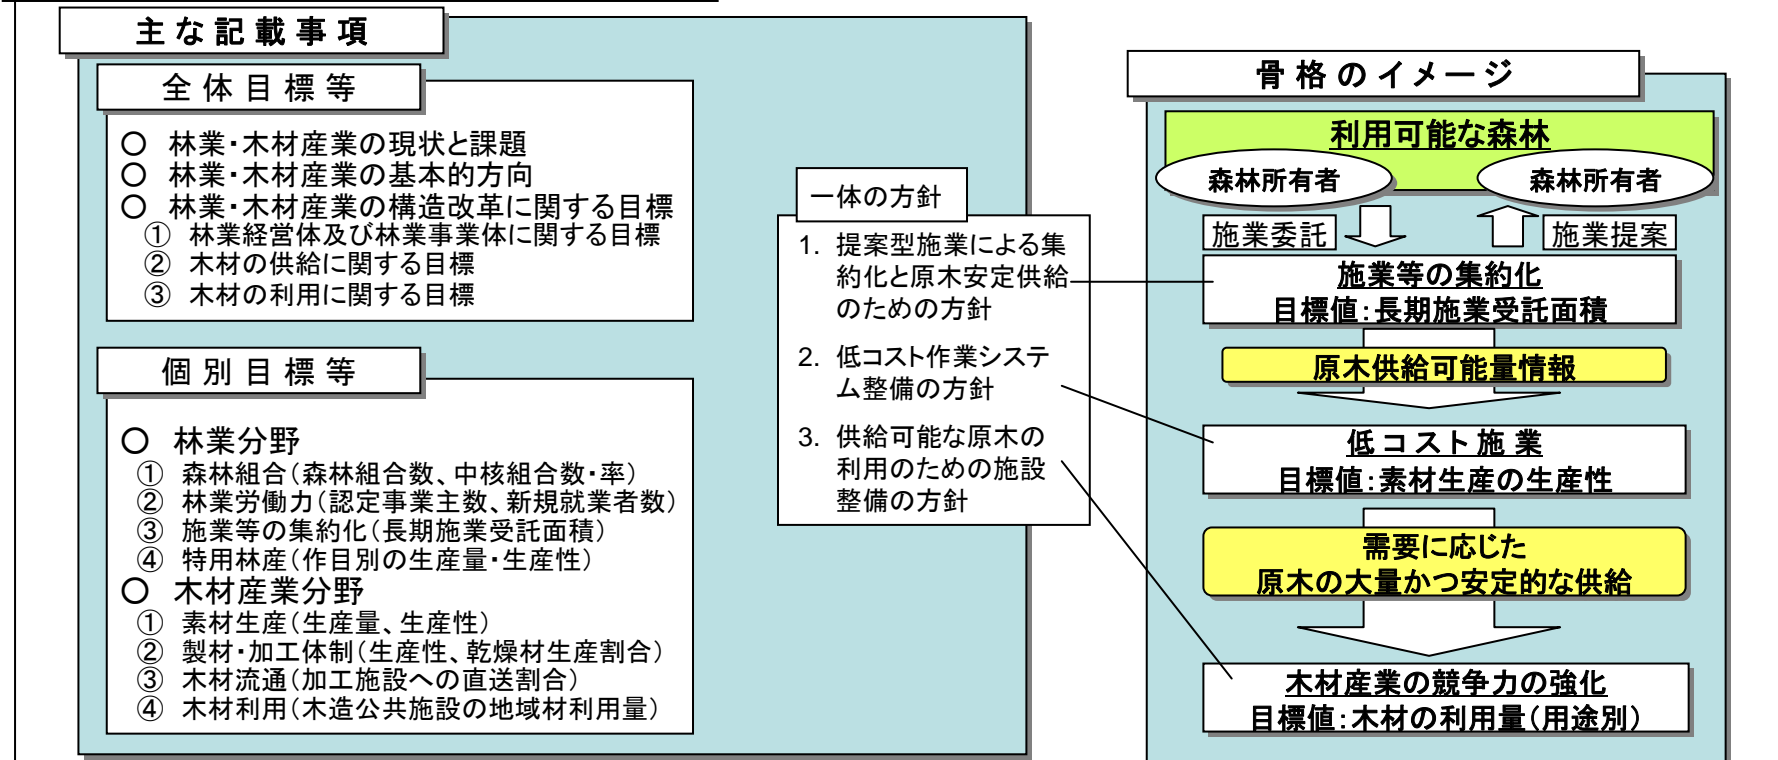 主な記載事項
全体目標等
○ 林業・木材産業の現状と課題
○ 林業・木材産業の基本的方向
○ 林業・木材産業の構造改革に関する目標
① 林業経営体及び林業事業体に関する目標
② 木材の供給に関する目標
③ 木材の利用に関する目標
個別目標等
○ 林業分野
① 森林組合(森林組合数、中核組合数・率)
② 林業労働力(認定事業主数、新規就業者数)
③ 施業等の集約化(長期施業受託面積)
④ 特用林産(作目別の生産量・生産性)
○ 木材産業分野
① 素材生産(生産量、生産性)
② 製材・加工体制(生産性、乾燥材生産割合)
③ 木材流通(加工施設への直送割合)
④ 木材利用(木造公共施設の地域材利用量)
一体の方針
1. 提案型施業による集
約化と原木安定供給
のための方針
2. 低コスト作業システ
ム整備の方針
3. 供給可能な原木の
利用のための施設
整備の方針
骨格のイメージ
利用可能な森林
森林所有者
森林所有者
施業委託
施業提案
施業等の集約化
目標値:長期施業受託面積
原木供給可能量情報
低コスト施業
目標値:素材生産の生産性
需要に応じた
原木の大量かつ安定的な供給
木材産業の競争力の強化
目標値:木材の利用量(用途別)